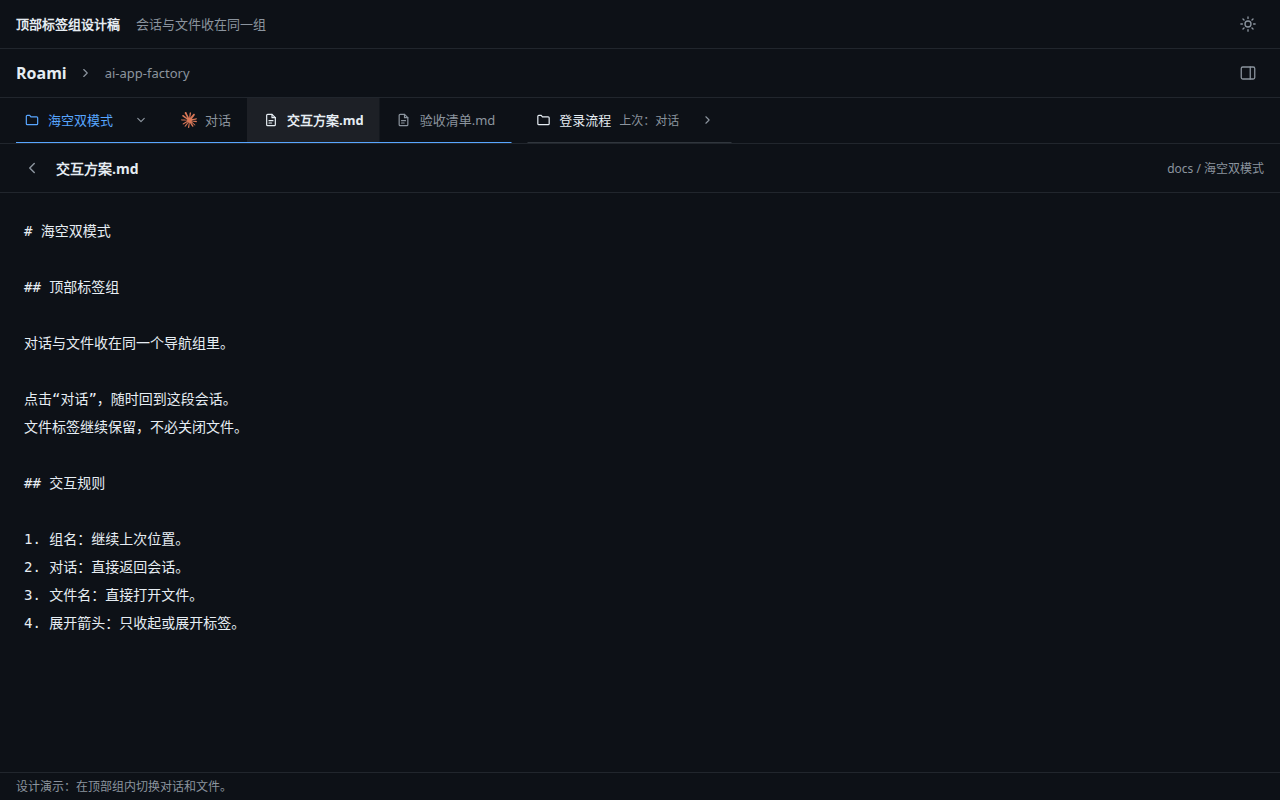 顶部标签组设计稿 会话与文件收在同一组
Roami ai-app-factory
海空双模式 对话 交互方案.md 验收清单.md 登录流程 上次：对话
交互方案.md docs / 海空双模式
# 海空双模式
## 顶部标签组
对话与文件收在同一个导航组里。
点击“对话”，随时回到这段会话。
文件标签继续保留，不必关闭文件。
## 交互规则
1. 组名：继续上次位置。
2. 对话：直接返回会话。
3. 文件名：直接打开文件。
4. 展开箭头：只收起或展开标签。
设计演示：在顶部组内切换对话和文件。